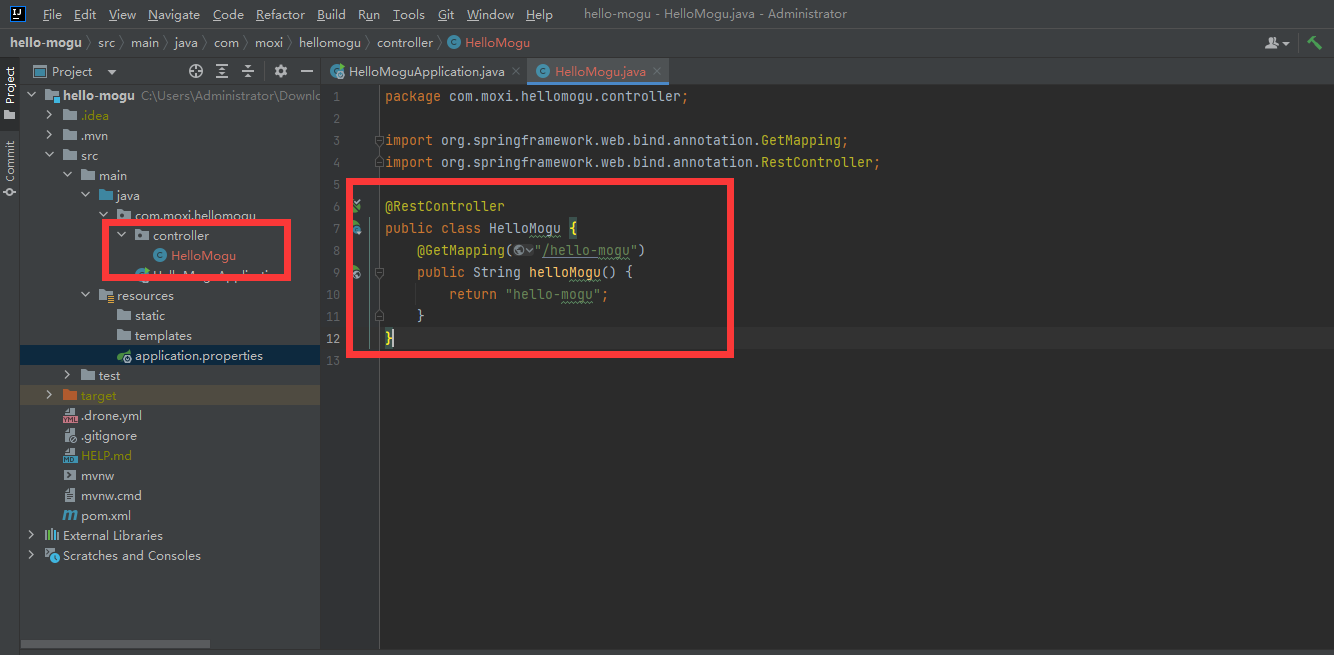 File Edit View Navigate Code Refactor Build Run Tools Git Window Help hello-mogu - HelloMogu.java - Administrator
hello-mogu src main java com moxi hellomogu controller HelloMogu
Project
Commit
Project
hello-mogu C:\Users\Administrator\Downlo
.idea
.mvn
src
main
java
com.moxi.hellomogu
controller
HelloMogu
HelloMoguApplication
resources
static
templates
application.properties
test
target
.drone.yml
.gitignore
HELP.md
mvnw
mvnw.cmd
pom.xml
External Libraries
Scratches and Consoles
HelloMoguApplication.java HelloMogu.java
1 package com.moxi.hellomogu.controller;
2
3 import org.springframework.web.bind.annotation.GetMapping;
4 import org.springframework.web.bind.annotation.RestController;
5
6 @RestController
7 public class HelloMogu {
8 @GetMapping("/hello-mogu")
9 public String helloMogu() {
10 return "hello-mogu";
11 }
12 }
13